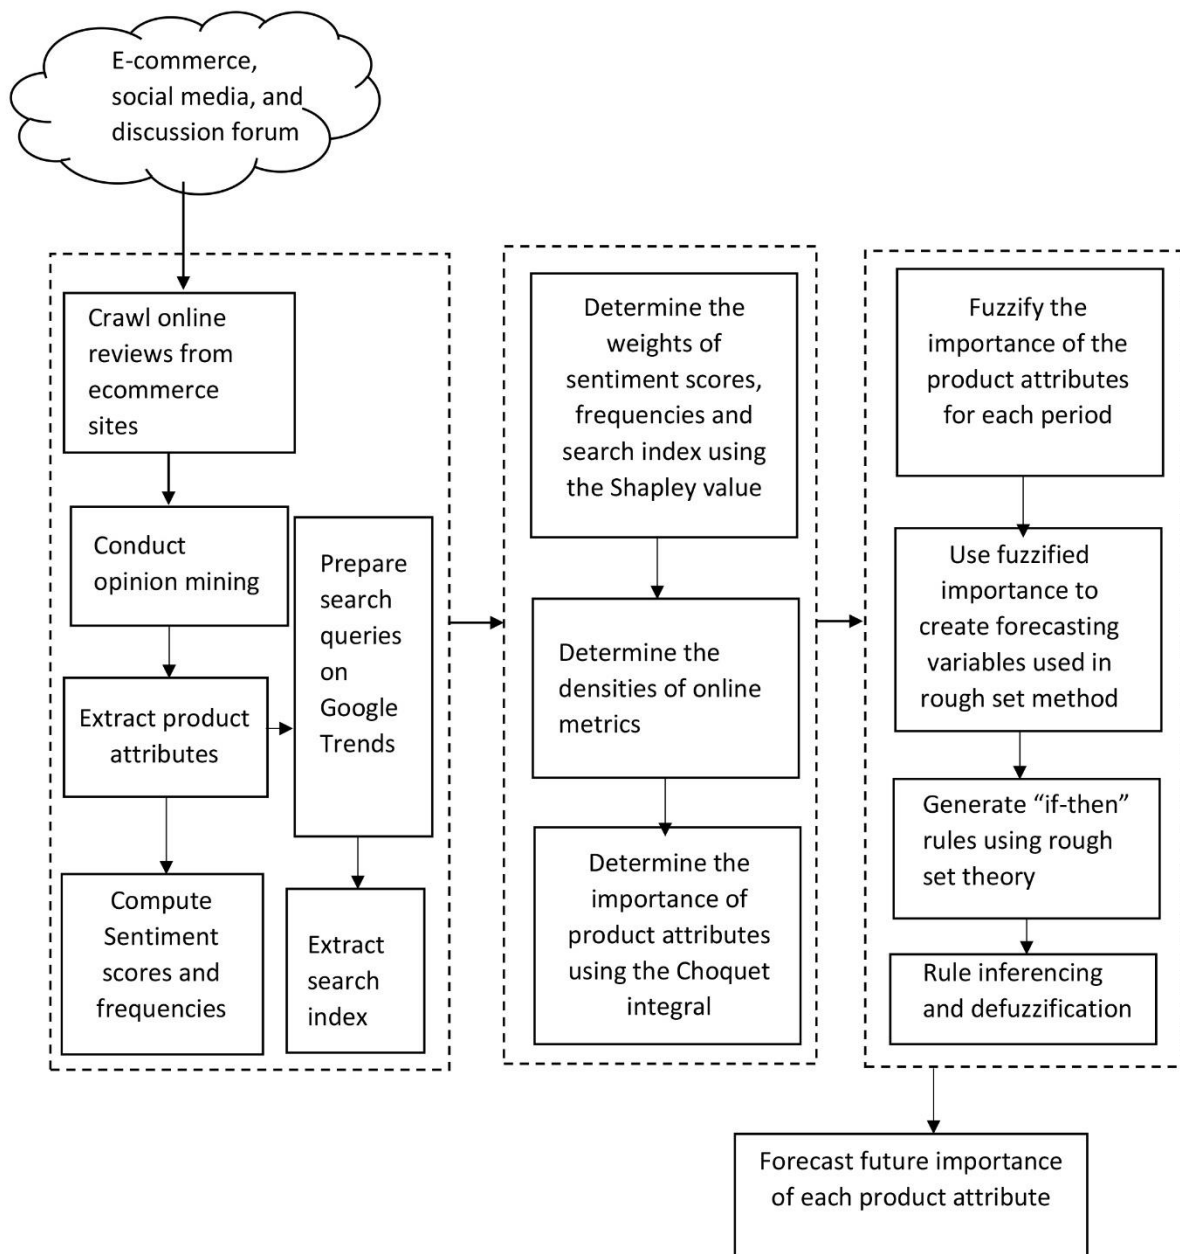 E-commerce,
social media, and
discussion forum
Crawl online
reviews from
ecommerce
sites
Conduct
opinion mining
Extract product
attributes
Compute
Sentiment
scores and
frequencies
Prepare
search
queries
on
Google
Trends
Extract
search
index
Determine the
weights of
sentiment scores,
frequencies and
search index using
the Shapley value
Determine the
densities of online
metrics
Determine the
importance of
product attributes
using the Choquet
integral
Fuzzify the
importance of the
product attributes
for each period
Use fuzzified
importance to
create forecasting
variables used in
rough set method
Generate “if-then”
rules using rough
set theory
Rule inferencing
and defuzzification
Forecast future importance
of each product attribute